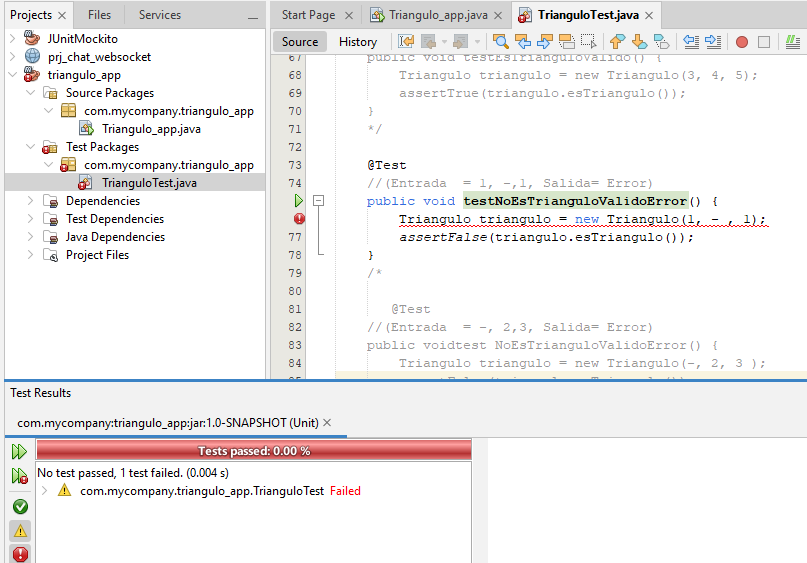 Projects
Files
Services
JUnitMockito
prj_chat_websocket
triangulo_app
Source Packages
com.mycompany.triangulo_app
Triangulo_app.java
Test Packages
com.mycompany.triangulo_app
TrianguloTest.java
Dependencies
Test Dependencies
Java Dependencies
Project Files
Start Page
Triangulo_app.java
TrianguloTest.java
Source
History
67 public void testEsTrianguloValido() {
68 Triangulo triangulo = new Triangulo(3, 4, 5);
69 assertTrue(triangulo.esTriangulo());
70 }
71 */
72
73 @Test
74 //(Entrada  = 1, -,1, Salida= Error)
public void testNoEsTrianguloValidoError() {
Triangulo triangulo = new Triangulo(1, - , 1);
77 assertFalse(triangulo.esTriangulo());
78 }
79 /*
80
81 @Test
82 //(Entrada  = -, 2,3, Salida= Error)
83 public voidtest NoEsTrianguloValidoError() {
84 Triangulo triangulo = new Triangulo(-, 2, 3 );
Test Results
com.mycompany:triangulo_app:jar:1.0-SNAPSHOT (Unit)
Tests passed: 0.00 %
No test passed, 1 test failed. (0.004 s)
com.mycompany.triangulo_app.TrianguloTest Failed